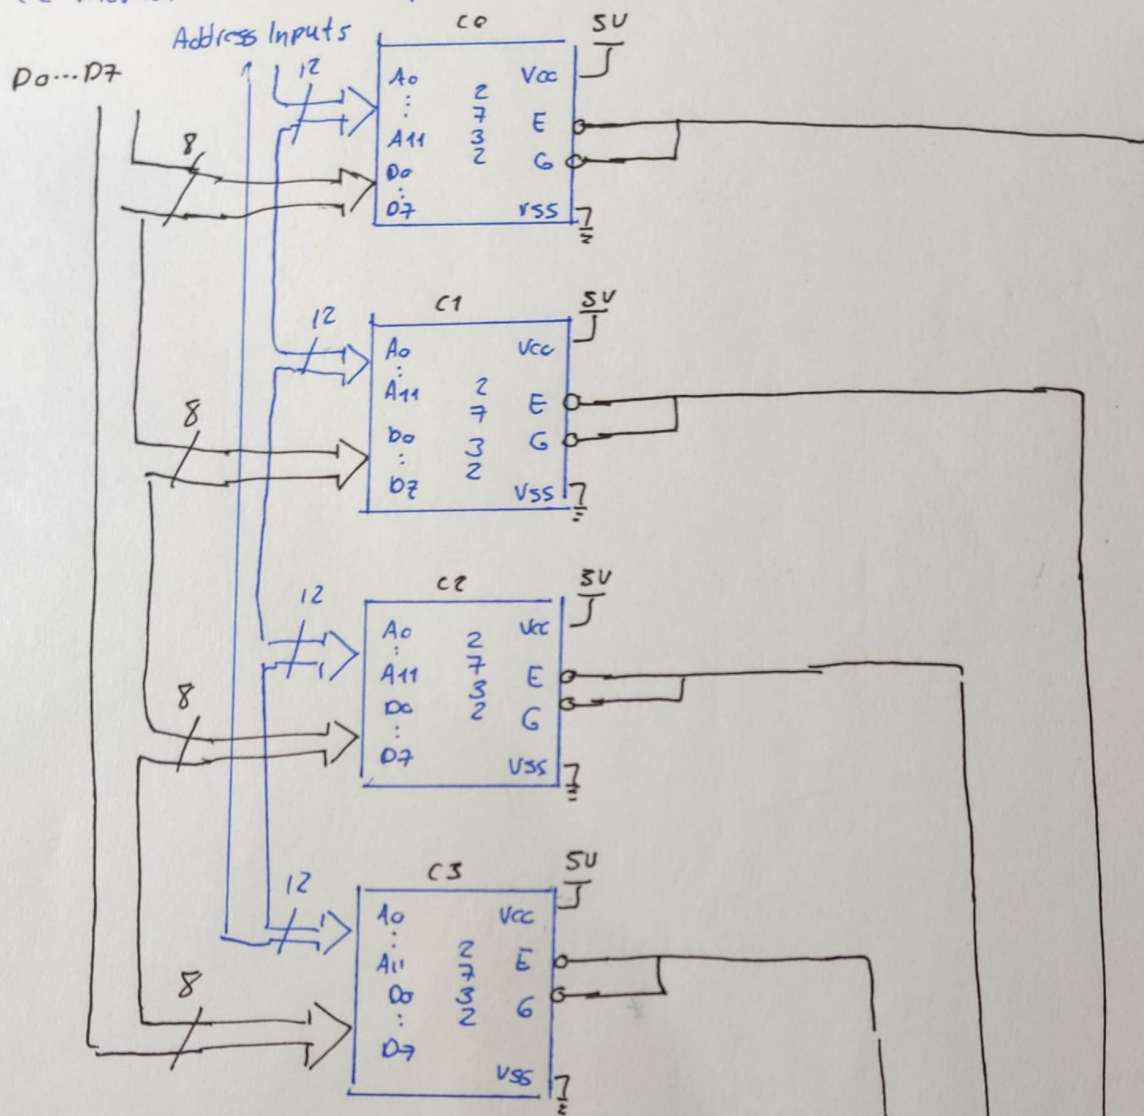 Address Inputs
D0...D7
C0
5V
12
A0
:
A11
D0
:
D7
2
7
3
2
Vcc
E
G
VSS
8
C1
5V
12
A0
:
A11
D0
:
D7
2
7
3
2
Vcc
E
G
VSS
8
C2
5V
12
A0
:
A11
D0
:
D7
2
7
3
2
Vcc
E
G
VSS
8
C3
5V
12
A0
:
A11
D0
:
D7
2
7
3
2
Vcc
E
G
VSS
8